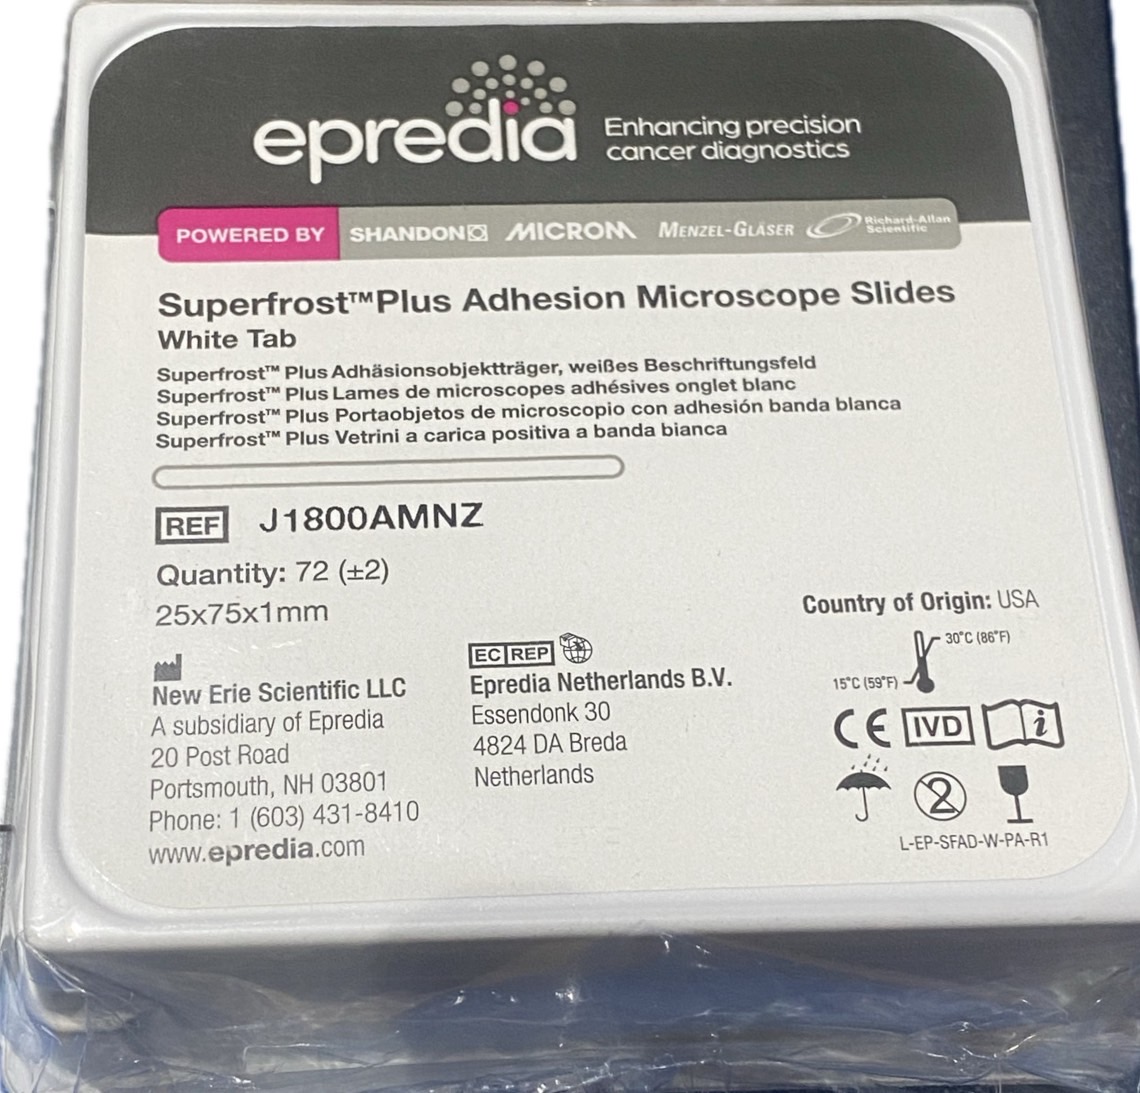 epredia
Enhancing precision
cancer diagnostics
POWERED BY SHANDON MICROM MENZEL-GLÄSER Richard-Allan
Scientific
Superfrost™ Plus Adhesion Microscope Slides
White Tab
Superfrost™ Plus Adhäsionsobjektträger, weißes Beschriftungsfeld
Superfrost™ Plus Lames de microscopes adhésives onglet blanc
Superfrost™ Plus Portaobjetos de microscopio con adhesión banda blanca
Superfrost™ Plus Vetrini a carica positiva a banda bianca
REF J1800AMNZ
Quantity: 72 (±2)
25x75x1mm
New Erie Scientific LLC
A subsidiary of Epredia
20 Post Road
Portsmouth, NH 03801
Phone: 1 (603) 431-8410
www.epredia.com
EC REP
Epredia Netherlands B.V.
Essendonk 30
4824 DA Breda
Netherlands
Country of Origin: USA
30°C (86°F)
15°C (59°F)
CE IVD i
2
L-EP-SFAD-W-PA-R1